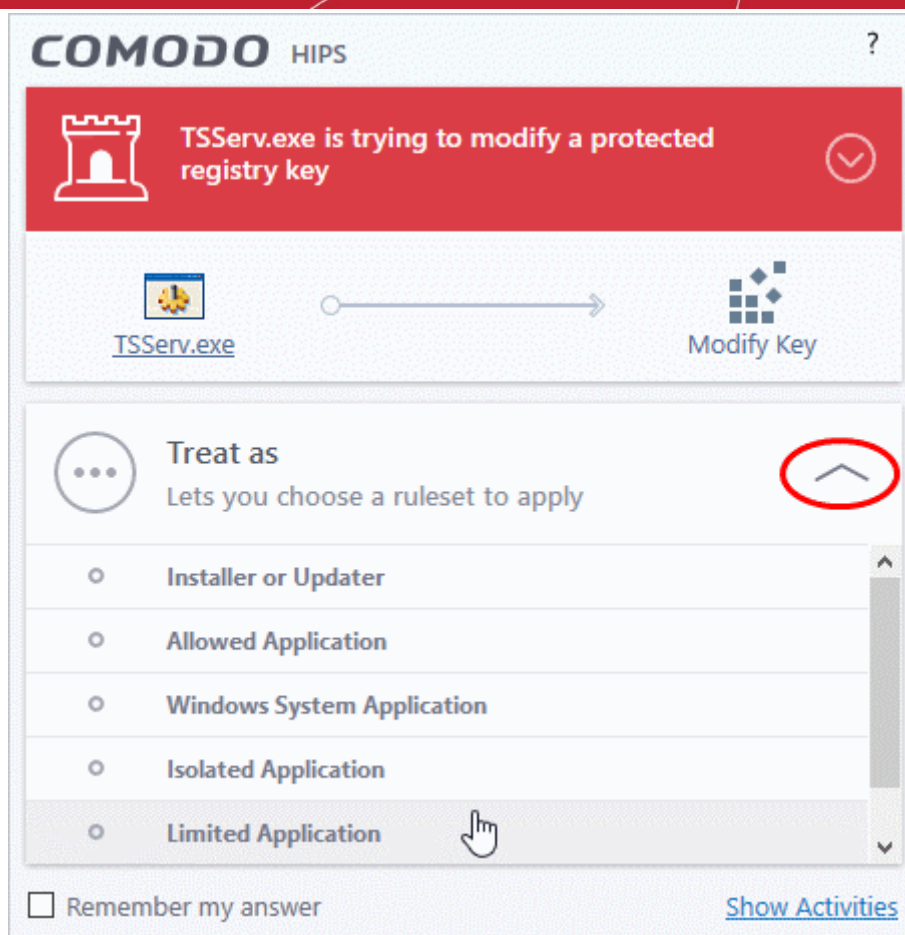 COMODO HIPS ?
TSServ.exe is trying to modify a protected
registry key
TSServ.exe Modify Key
Treat as
Lets you choose a ruleset to apply
Installer or Updater
Allowed Application
Windows System Application
Isolated Application
Limited Application
Remember my answer Show Activities